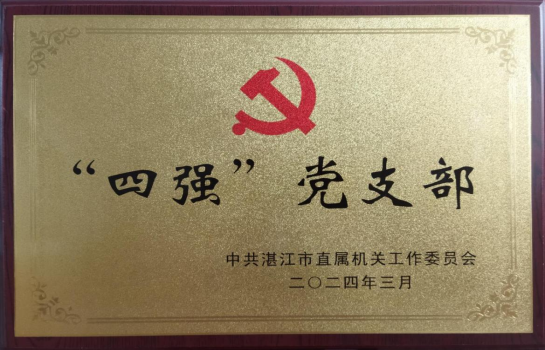 “四强”党支部
中共湛江市直属机关工作委员会
二〇二四年三月